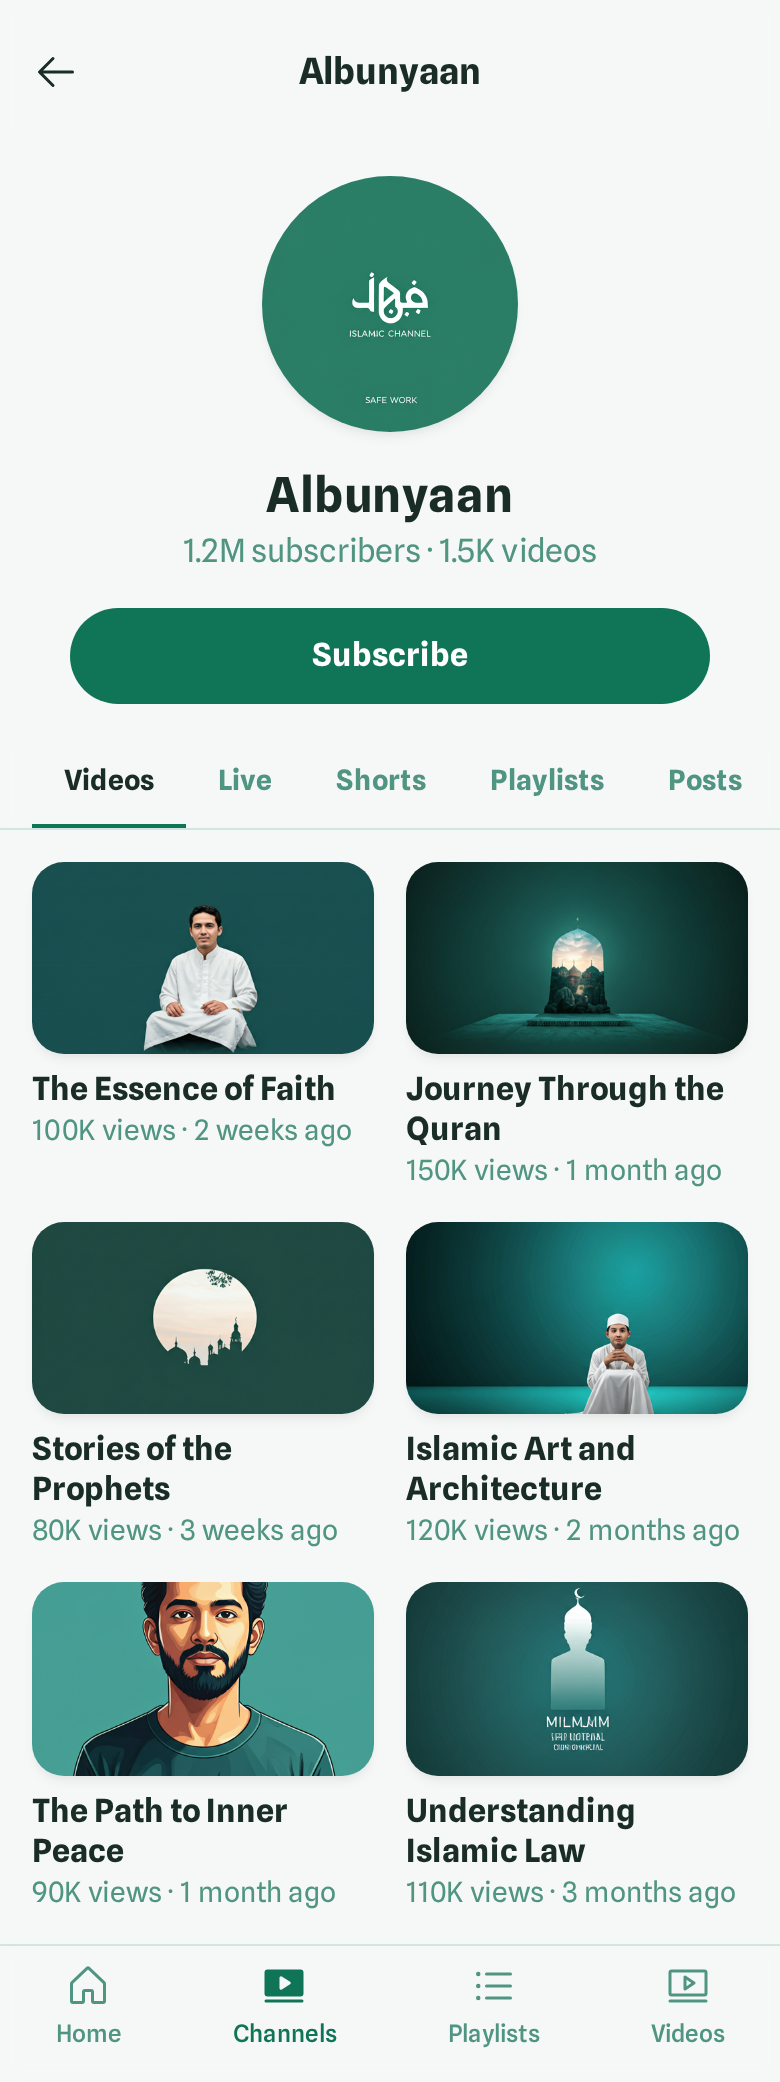 Albunyaan
ISLAMIC CHANNEL
SAFE WORK
Albunyaan
1.2M subscribers · 1.5K videos
Subscribe
Videos Live Shorts Playlists Posts
The Essence of Faith
100K views · 2 weeks ago
Journey Through the
Quran
150K views · 1 month ago
Stories of the
Prophets
80K views · 3 weeks ago
Islamic Art and
Architecture
120K views · 2 months ago
The Path to Inner
Peace
90K views · 1 month ago
Understanding
Islamic Law
110K views · 3 months ago
Home Channels Playlists Videos